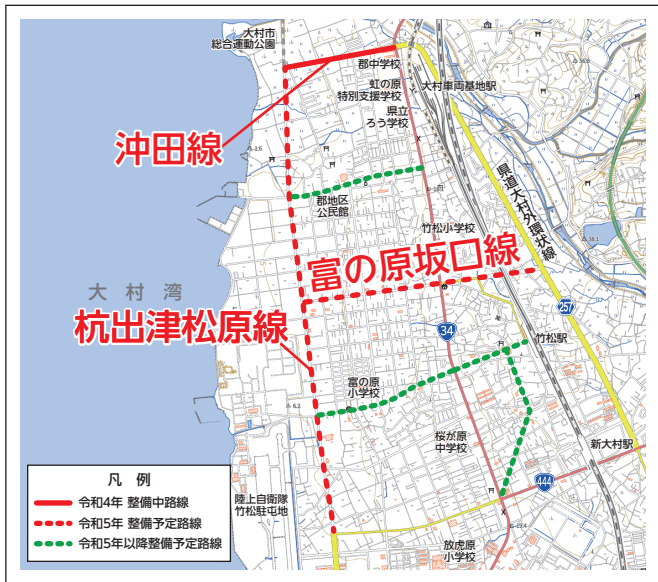 大村市
総合運動公園
郡中学校
虹の原
特別支援学校
大村車両基地駅
県立
ろう学校
沖田線
1.6
郡地区
公民館
竹松小学校
県道大村外環状線
38.1
富の原坂口線
大村湾
杭出津松原線
257
34
竹松駅
富の原
小学校
6.2
桜が原
中学校
新大村駅
444
陸上自衛隊
竹松駐屯地
放虎原
小学校
凡例
令和4年 整備中路線
令和5年 整備予定路線
令和5年以降整備予定路線